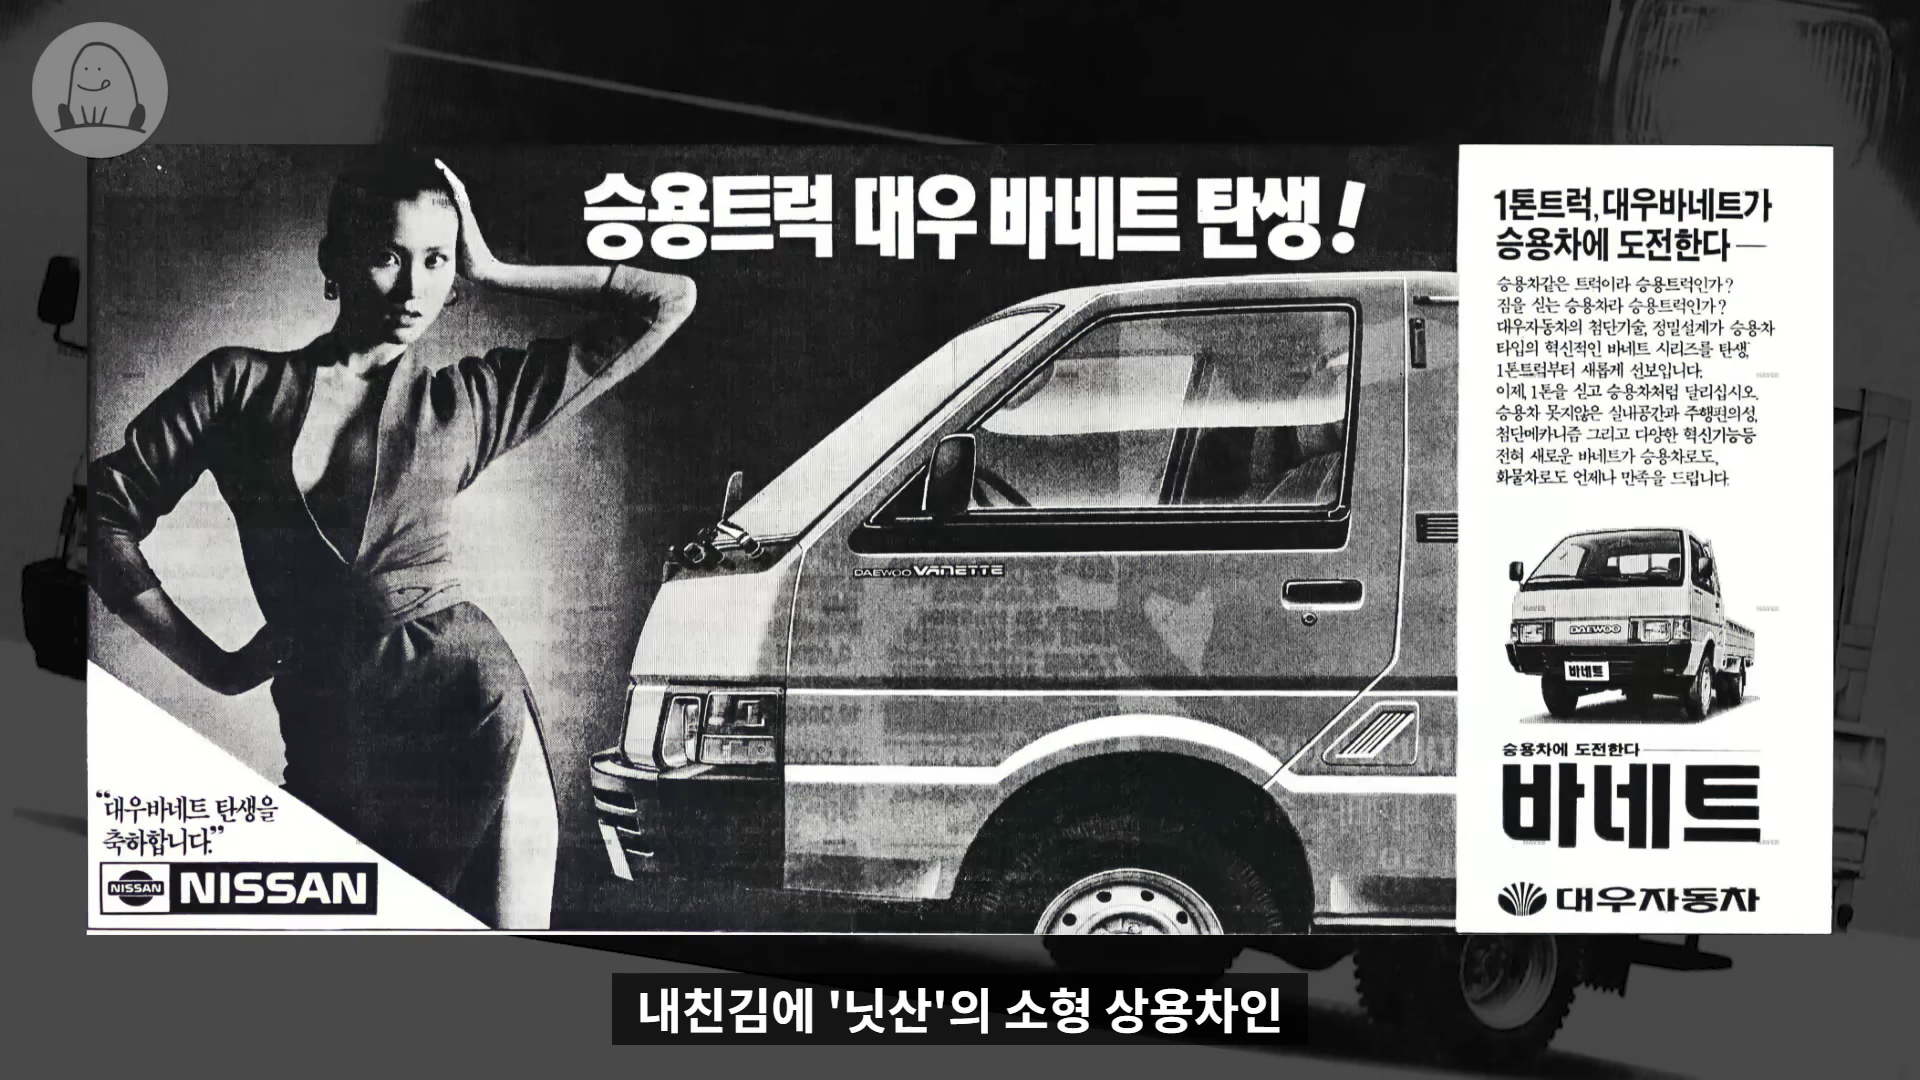 승용트럭 대우 바네트 탄생!
DAEWOO VANETTE
"대우바네트 탄생을
축하합니다."
NISSAN NISSAN
1톤트럭, 대우바네트가
승용차에 도전한다—
승용차같은 트럭이라 승용트럭인가?
짐을 싣는 승용차라 승용트럭인가?
대우자동차의 첨단기술, 정밀설계가 승용차
타입의 혁신적인 바네트 시리즈를 탄생,
1톤트럭부터 새롭게 선보입니다.
이제, 1톤을 싣고 승용차처럼 달리십시오.
승용차 못지않은 실내공간과 주행편의성,
첨단메카니즘 그리고 다양한 혁신기능등
전혀 새로운 바네트가 승용차로도,
화물차로도 언제나 만족을 드립니다.
DAEWOO
바네트
승용차에 도전한다
바네트
대우자동차
내친김에 '닛산'의 소형 상용차인